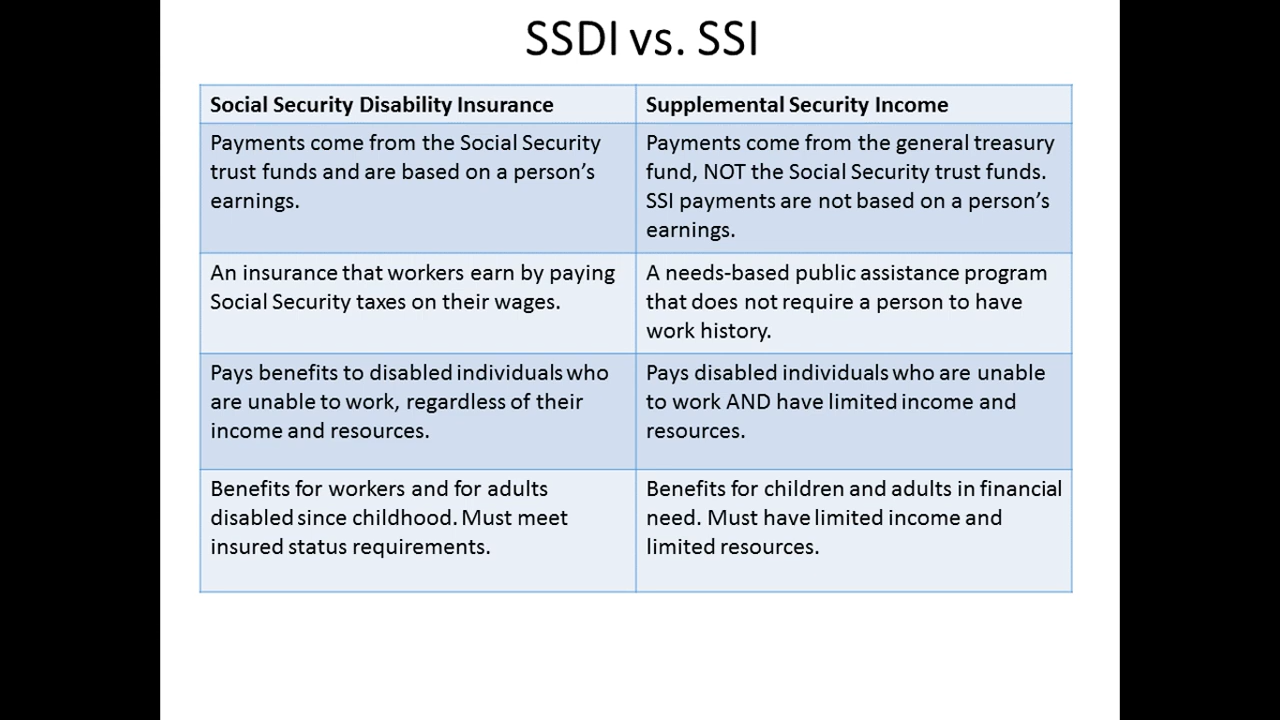 SSDI vs. SSI
Social Security Disability Insurance
Supplemental Security Income
Payments come from the Social Security
trust funds and are based on a person’s
earnings.
Payments come from the general treasury
fund, NOT the Social Security trust funds.
SSI payments are not based on a person’s
earnings.
An insurance that workers earn by paying
Social Security taxes on their wages.
A needs-based public assistance program
that does not require a person to have
work history.
Pays benefits to disabled individuals who
are unable to work, regardless of their
income and resources.
Pays disabled individuals who are unable
to work AND have limited income and
resources.
Benefits for workers and for adults
disabled since childhood. Must meet
insured status requirements.
Benefits for children and adults in financial
need. Must have limited income and
limited resources.